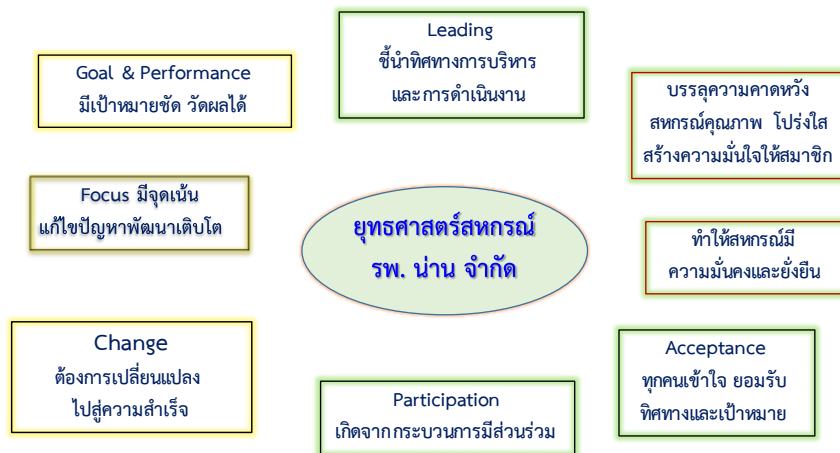 Leading
ชี้นำทิศทางการบริหาร
และการดำเนินงาน
Goal & Performance
มีเป้าหมายชัด วัดผลได้
บรรลุความคาดหวัง
สหกรณ์คุณภาพ โปร่งใส
สร้างความมั่นใจให้สมาชิก
Focus มีจุดเน้น
แก้ไขปัญหาพัฒนาเติบโต
ยุทธศาสตร์สหกรณ์
รพ. น่าน จำกัด
ทำให้สหกรณ์มี
ความมั่นคงและยั่งยืน
Change
ต้องการเปลี่ยนแปลง
ไปสู่ความสำเร็จ
Acceptance
ทุกคนเข้าใจ ยอมรับ
ทิศทางและเป้าหมาย
Participation
เกิดจากกระบวนการมีส่วนร่วม